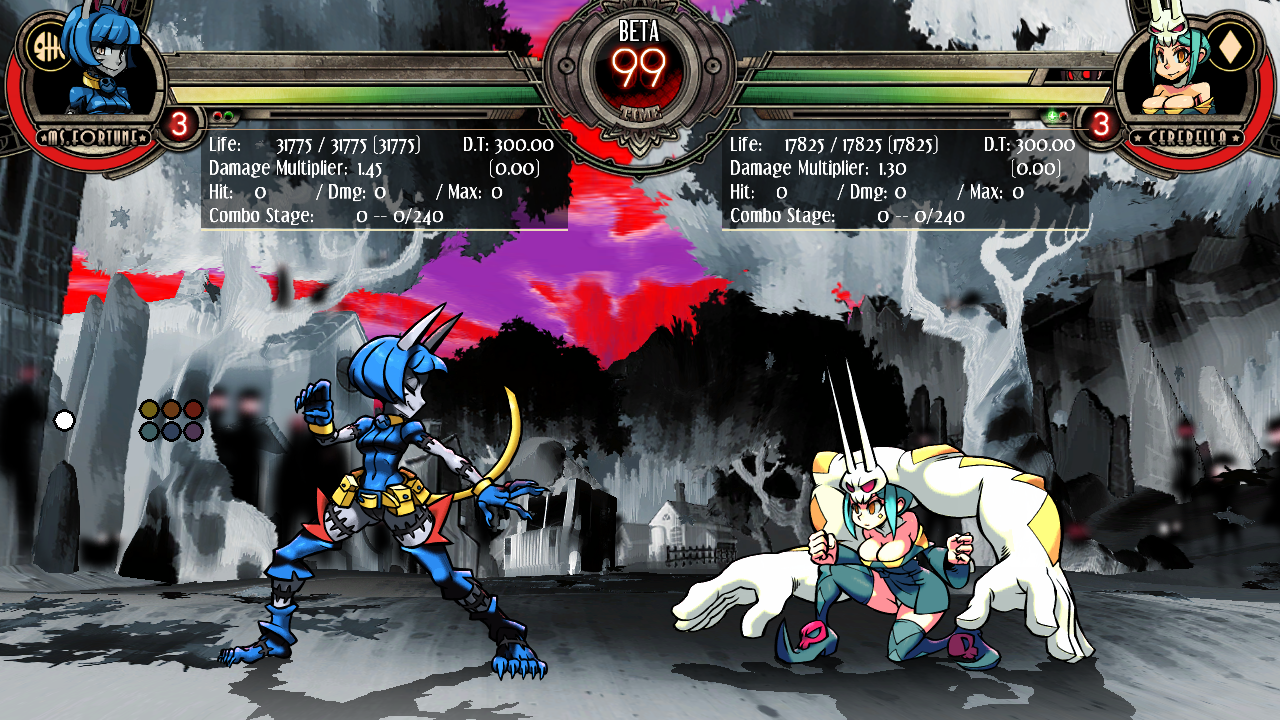 BETA
99
TIME
MS. FORTUNE
3
CEREBELLA
3
Life: 31775 / 31775 [31775] D.T: 300.00
Damage Multiplier: 1.45 [0.00]
Hit: 0 / Dmg: 0 / Max: 0
Combo Stage: 0 -- 0/240
Life: 17825 / 17825 [17825] D.T: 300.00
Damage Multiplier: 1.30 [0.00]
Hit: 0 / Dmg: 0 / Max: 0
Combo Stage: 0 -- 0/240